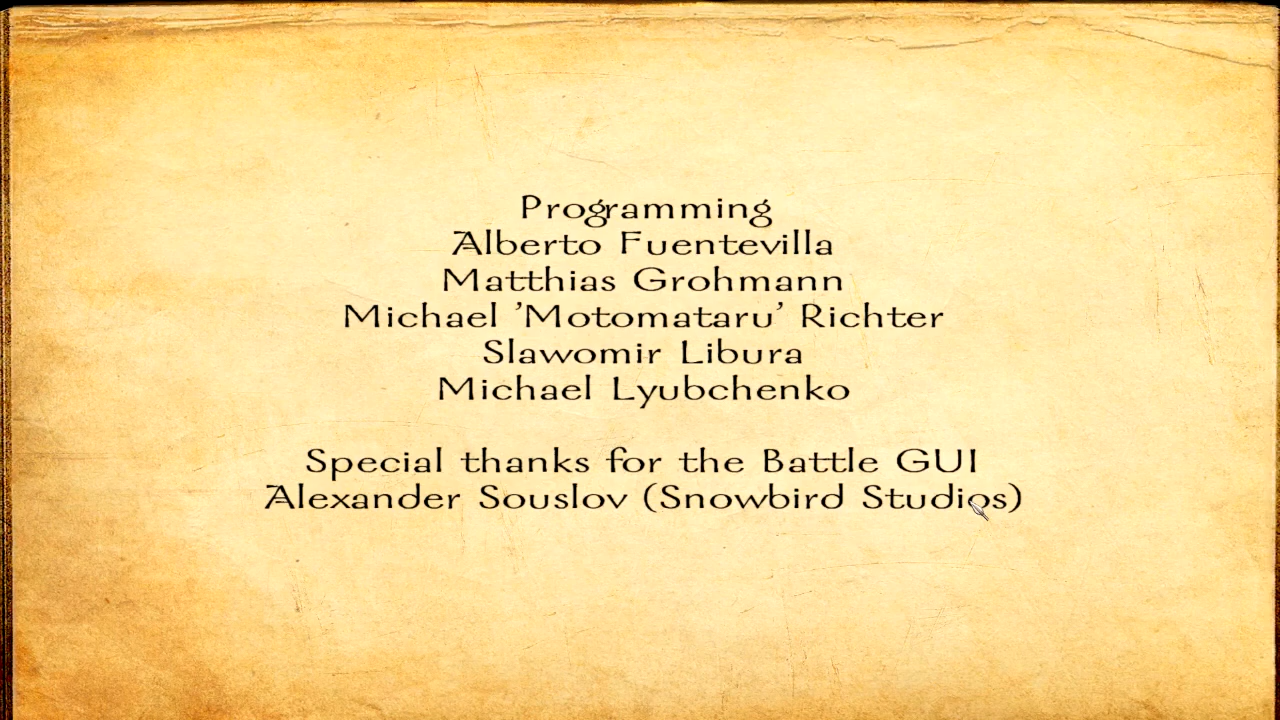 Programming
Alberto Fuentevilla
Matthias Grohmann
Michael 'Motomataru' Richter
Slawomir Libura
Michael Lyubchenko
Special thanks for the Battle GUI
Alexander Souslov (Snowbird Studios)